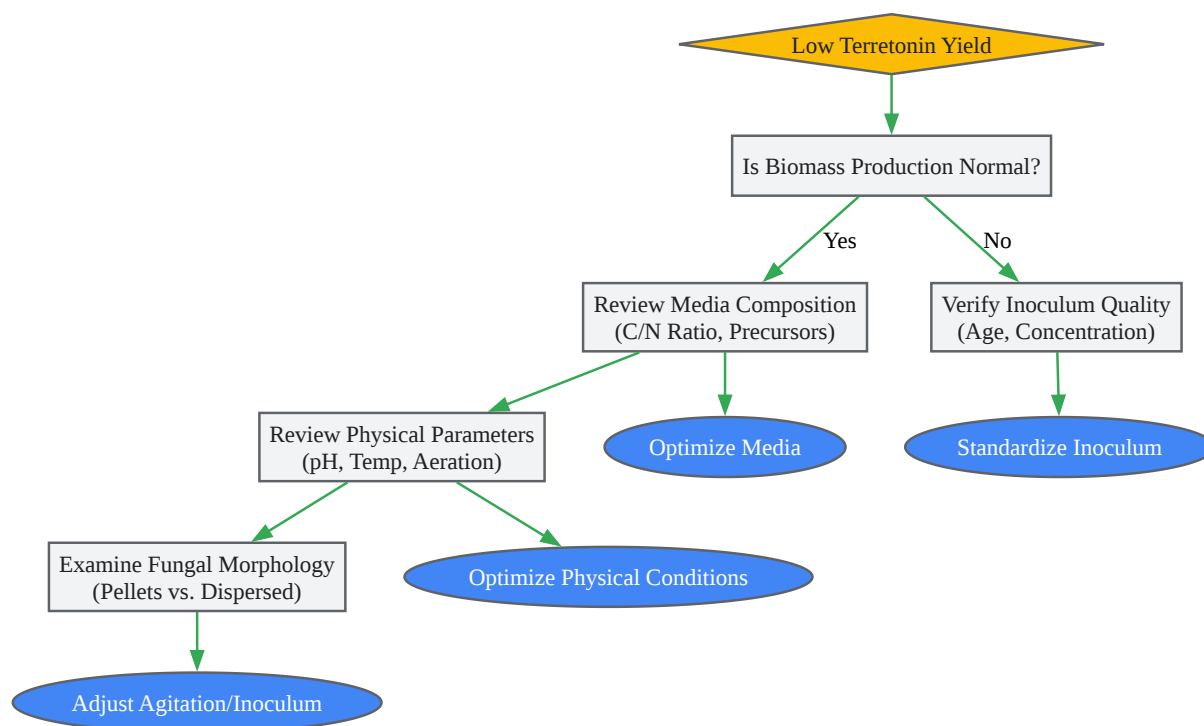 Low Terretonin Yield
Is Biomass Production Normal?
Yes
No
Review Media Composition
(C/N Ratio, Precursors)
Verify Inoculum Quality
(Age, Concentration)
Review Physical Parameters
(pH, Temp, Aeration)
Optimize Media
Standardize Inoculum
Examine Fungal Morphology
(Pellets vs. Dispersed)
Optimize Physical Conditions
Adjust Agitation/Inoculum